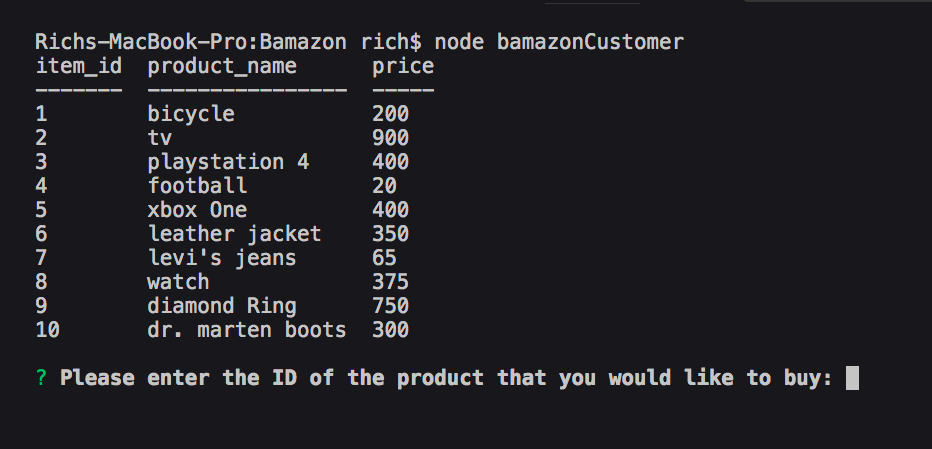 Richs-MacBook-Pro:Bamazon rich$ node bamazonCustomer
item_id  product_name      price
-------  ----------------  -----
1        bicycle           200
2        tv                900
3        playstation 4     400
4        football          20
5        xbox One          400
6        leather jacket    350
7        levi's jeans      65
8        watch             375
9        diamond Ring      750
10       dr. marten boots  300
? Please enter the ID of the product that you would like to buy: